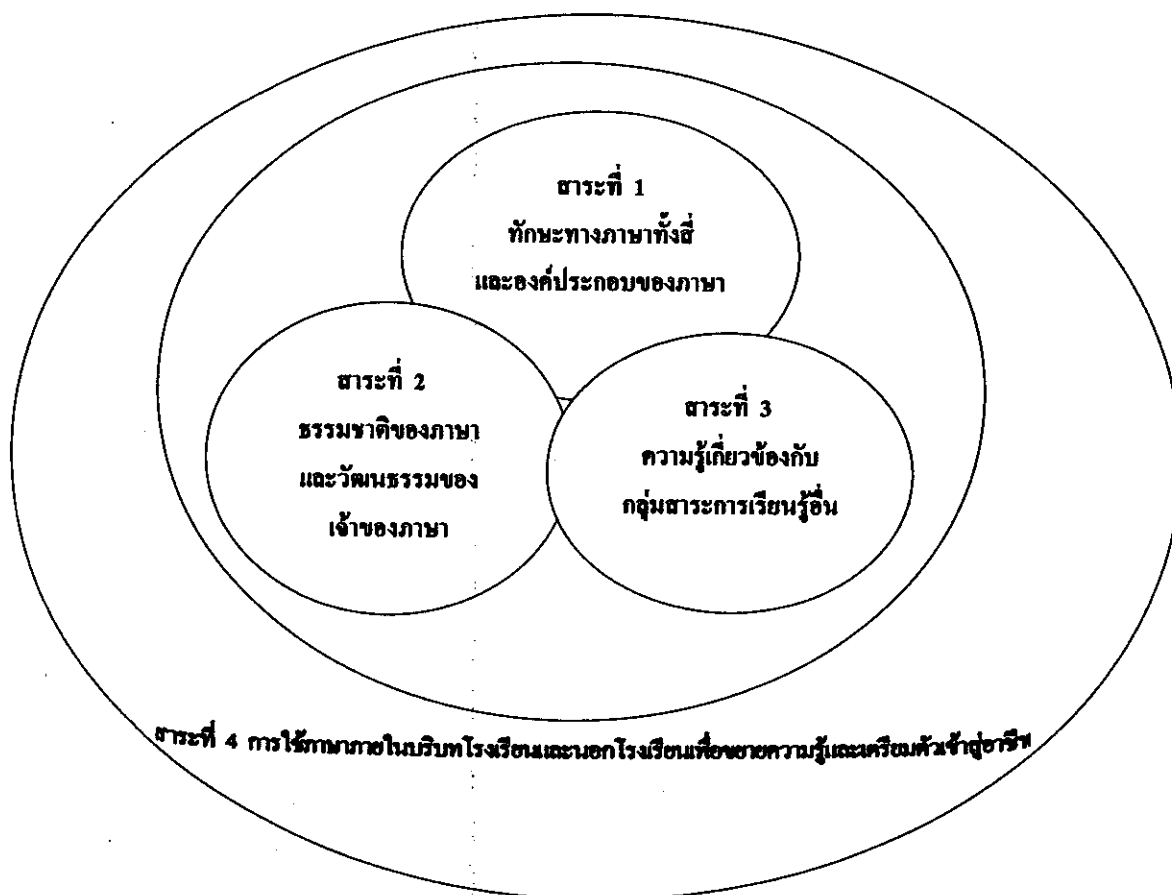 สาระที่ 1
ทักษะทางภาษาทั้งสี่
และองค์ประกอบของภาษา
สาระที่ 2
ธรรมชาติของภาษา
และวัฒนธรรมของ
เจ้าของภาษา
สาระที่ 3
ความรู้เกี่ยวข้องกับ
กลุ่มสาระการเรียนรู้อื่น
สาระที่ 4 การใช้ภาษาภายในบริบทโรงเรียนและนอกโรงเรียนเพื่อขยายความรู้และเตรียมตัวเข้าสู่อาชีพ